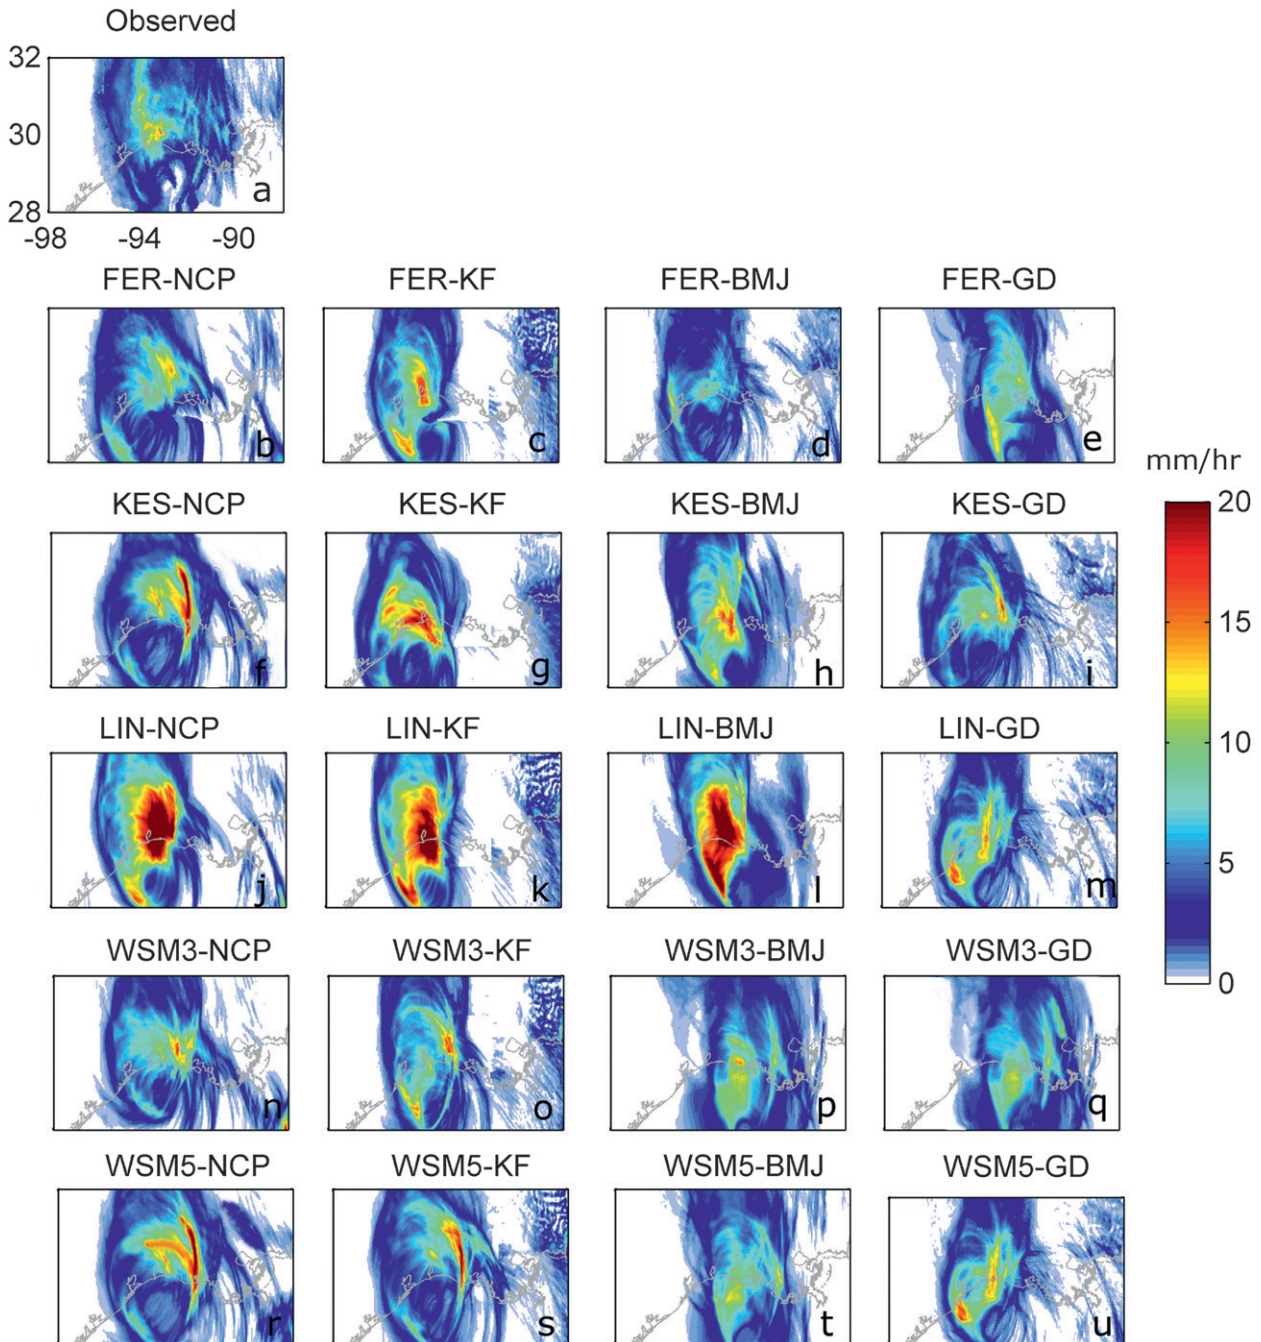 Observed
32
30
28
a
-98 -94 -90
FER-NCP FER-KF FER-BMJ FER-GD
b c d e
mm/hr
KES-NCP KES-KF KES-BMJ KES-GD
20
f g h i
15
LIN-NCP LIN-KF LIN-BMJ LIN-GD
10
5
j k l m
WSM3-NCP WSM3-KF WSM3-BMJ WSM3-GD
0
n o p q
WSM5-NCP WSM5-KF WSM5-BMJ WSM5-GD
r s t u